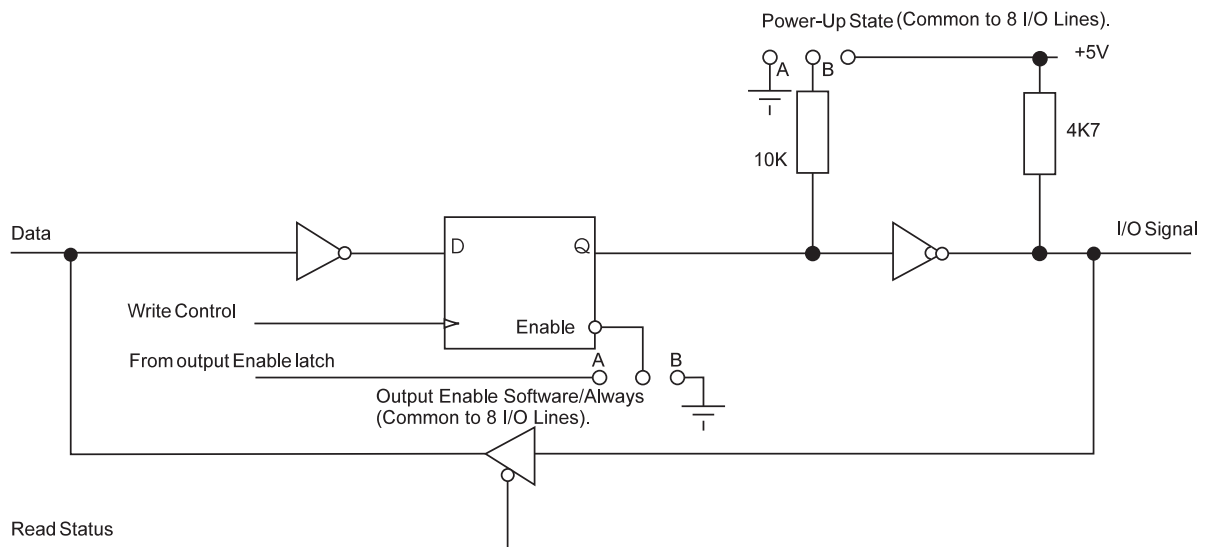 Power-Up State (Common to 8 I/O Lines).
A
B
+5V
4K7
10K
Data
D
Q
I/O Signal
Write Control
Enable
From output Enable latch
A
B
Output Enable Software/Always
(Common to 8 I/O Lines).
Read Status